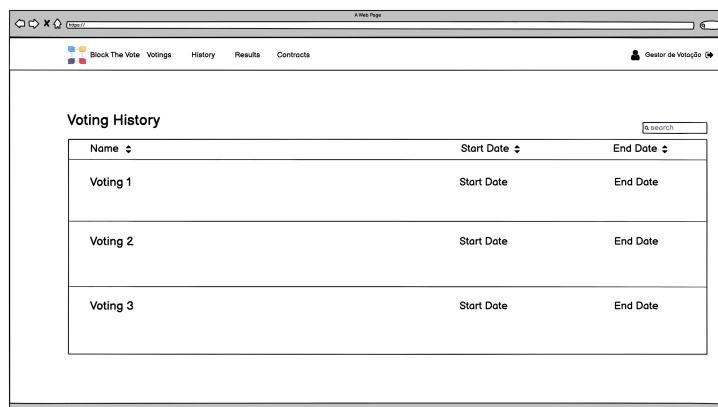 A Web Page
https://
Block The Vote Votings History Results Contracts Gestor de Votação
Voting History
search
Name Start Date End Date
Voting 1 Start Date End Date
Voting 2 Start Date End Date
Voting 3 Start Date End Date